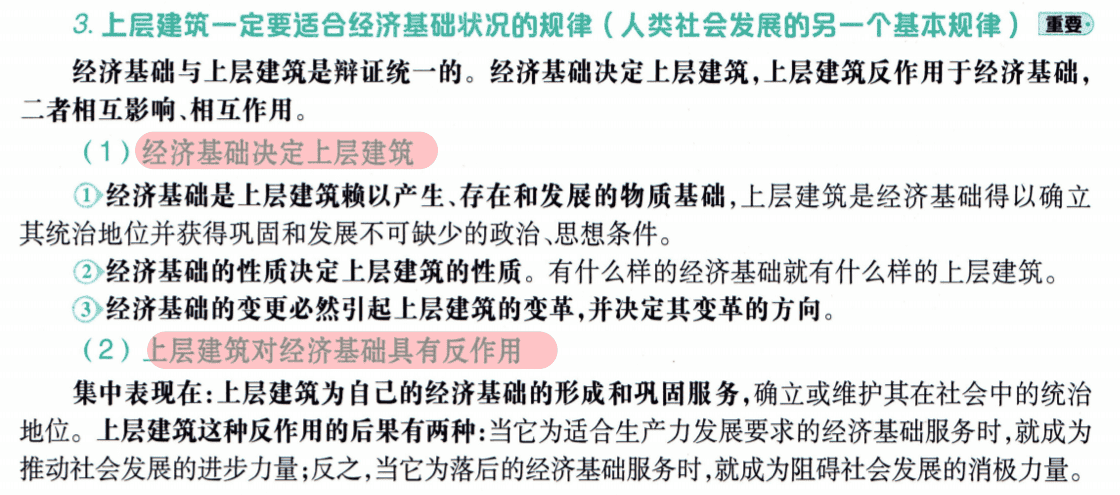 3. 上层建筑一定要适合经济基础状况的规律（人类社会发展的另一个基本规律） 重要
经济基础与上层建筑是辩证统一的。经济基础决定上层建筑，上层建筑反作用于经济基础，
二者相互影响、相互作用。
（1）经济基础决定上层建筑
①经济基础是上层建筑赖以产生、存在和发展的物质基础，上层建筑是经济基础得以确立
其统治地位并获得巩固和发展不可缺少的政治、思想条件。
②经济基础的性质决定上层建筑的性质。有什么样的经济基础就有什么样的上层建筑。
③经济基础的变更必然引起上层建筑的变革，并决定其变革的方向。
（2）上层建筑对经济基础具有反作用
集中表现在：上层建筑为自己的经济基础的形成和巩固服务，确立或维护其在社会中的统治
地位。上层建筑这种反作用的后果有两种：当它为适合生产力发展要求的经济基础服务时，就成为
推动社会发展的进步力量；反之，当它为落后的经济基础服务时，就成为阻碍社会发展的消极力量。